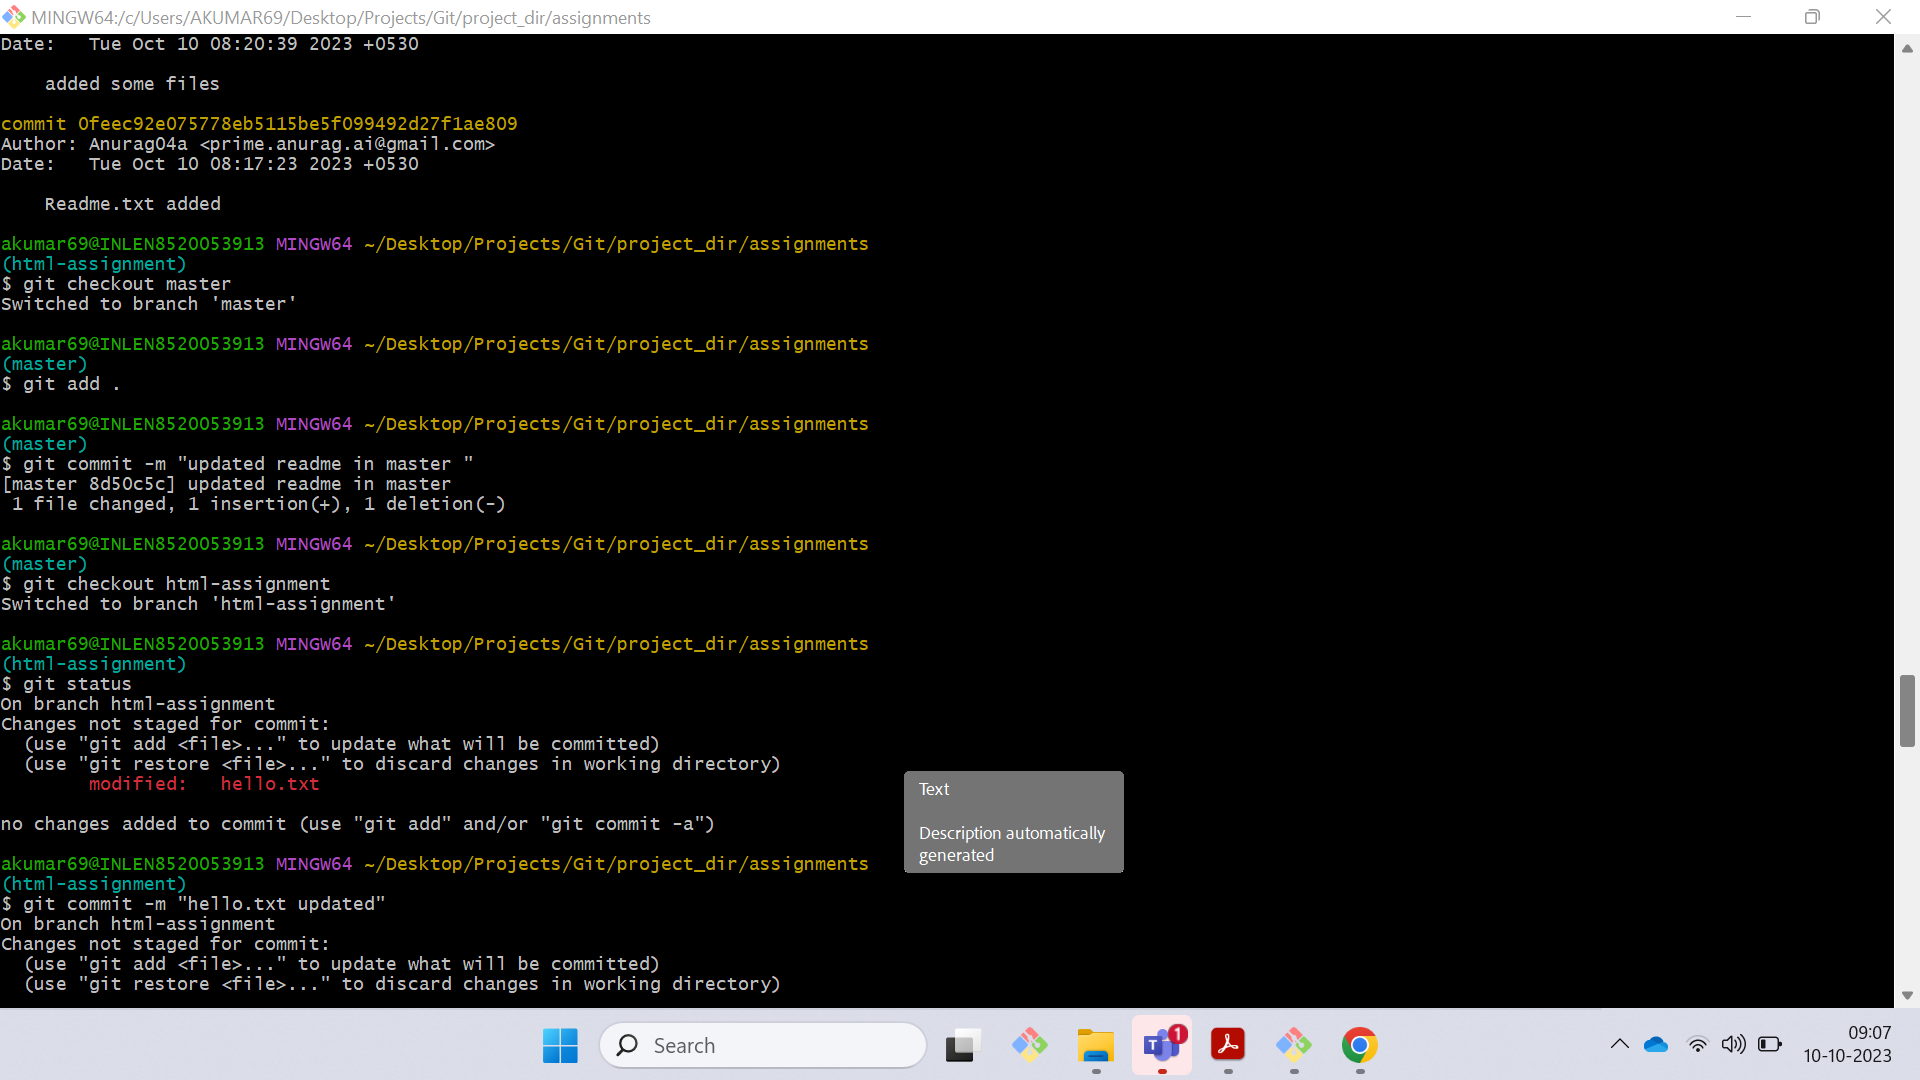 MINGW64:/c/Users/AKUMAR69/Desktop/Projects/Git/project_dir/assignments
Date:   Tue Oct 10 08:20:39 2023 +0530
    added some files
commit 0feec92e075778eb5115be5f099492d27f1ae809
Author: Anurag04a <prime.anurag.ai@gmail.com>
Date:   Tue Oct 10 08:17:23 2023 +0530
    Readme.txt added
akumar69@INLEN8520053913 MINGW64 ~/Desktop/Projects/Git/project_dir/assignments
(html-assignment)
$ git checkout master
Switched to branch 'master'
akumar69@INLEN8520053913 MINGW64 ~/Desktop/Projects/Git/project_dir/assignments
(master)
$ git add .
akumar69@INLEN8520053913 MINGW64 ~/Desktop/Projects/Git/project_dir/assignments
(master)
$ git commit -m "updated readme in master "
[master 8d50c5c] updated readme in master
 1 file changed, 1 insertion(+), 1 deletion(-)
akumar69@INLEN8520053913 MINGW64 ~/Desktop/Projects/Git/project_dir/assignments
(master)
$ git checkout html-assignment
Switched to branch 'html-assignment'
akumar69@INLEN8520053913 MINGW64 ~/Desktop/Projects/Git/project_dir/assignments
(html-assignment)
$ git status
On branch html-assignment
Changes not staged for commit:
  (use "git add <file>..." to update what will be committed)
  (use "git restore <file>..." to discard changes in working directory)
        modified:   hello.txt
no changes added to commit (use "git add" and/or "git commit -a")
akumar69@INLEN8520053913 MINGW64 ~/Desktop/Projects/Git/project_dir/assignments
(html-assignment)
$ git commit -m "hello.txt updated"
On branch html-assignment
Changes not staged for commit:
  (use "git add <file>..." to update what will be committed)
  (use "git restore <file>..." to discard changes in working directory)
Text
Description automatically
generated
Search
1
09:07
10-10-2023